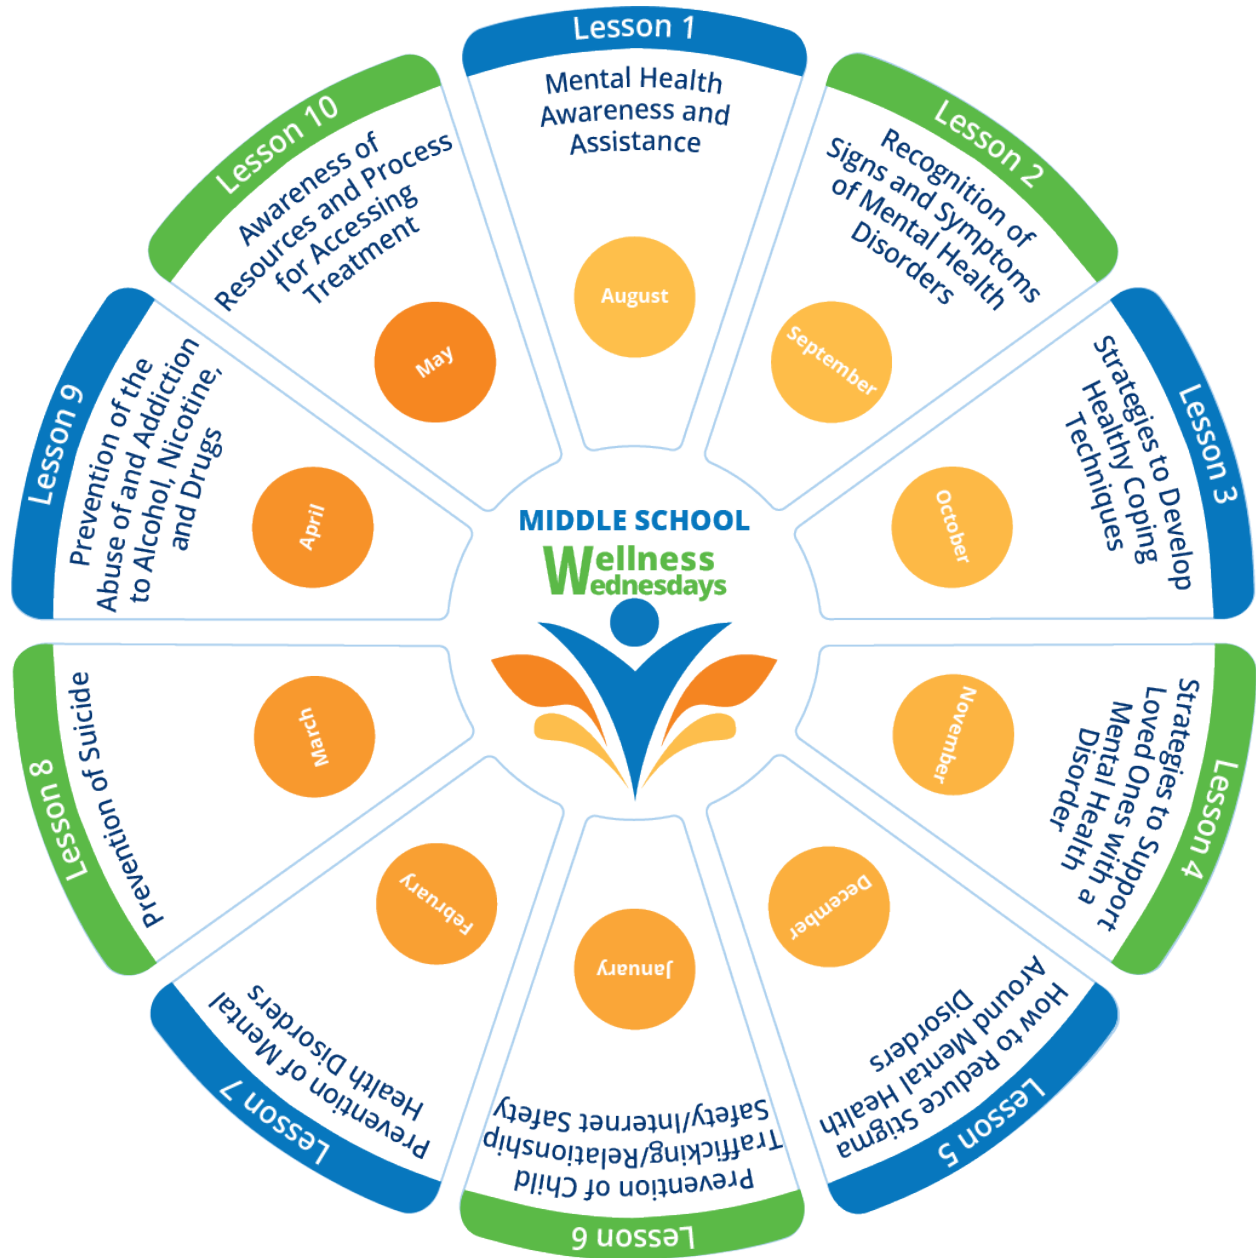 Lesson 1
Mental Health
Awareness and
Assistance
August
Lesson 2
Recognition of
Signs and Symptoms
of Mental Health
Disorders
September
Lesson 3
Strategies to Develop
Healthy Coping
Techniques
October
Lesson 4
Strategies to Support
Loved Ones with a
Mental Health a
Disorder
November
Lesson 5
How to Reduce Stigma
Around Mental Health
Disorders
December
Lesson 6
Prevention of Child
Trafficking/Relationship
Safety/Internet Safety
January
Lesson 7
Prevention of Mental
Health Disorders
February
Lesson 8
Prevention of Suicide
March
Lesson 9
Prevention of the
Abuse of and Addiction
to Alcohol, Nicotine,
and Drugs
April
Lesson 10
Awareness of
Resources and Process
for Accessing
Treatment
May
MIDDLE SCHOOL
Wellness
Wednesdays